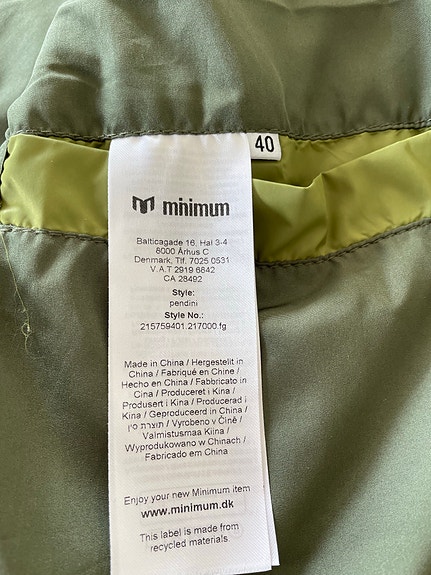 40
minimum
Balticagade 16, Hal 3-4
8000 Århus C
Denmark, Tlf. 7025 0531
V.A.T 2919 6842
CA 28492
Style:
pendini
Style No.:
215759401.217000.fg
Made in China / Hergestelt in
China / Fabriqué en Chine /
Hecho en China / Fabbricato in
Cina / Produceret i Kina /
Produsert i Kina / Producerad i
Kina / Geproduceerd in China /
תוצרת סין / Vyrobeno v Čině /
Valmistusmaa Kiina /
Wyprodukowano w Chinach /
Fabricado em China
Enjoy your new Minimum item
www.minimum.dk
This label is made from
recycled materials